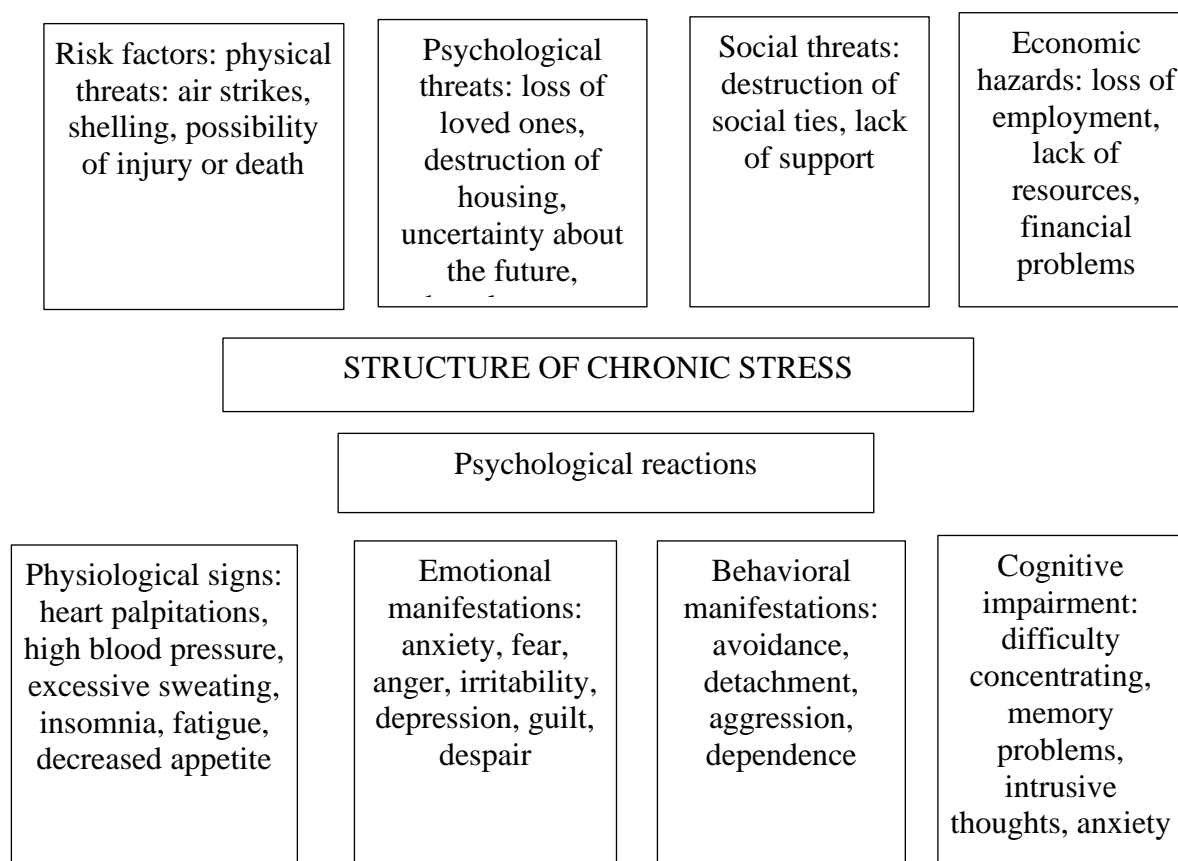 Risk factors: physical
threats: air strikes,
shelling, possibility
of injury or death
Psychological
threats: loss of
loved ones,
destruction of
housing,
uncertainty about
the future,
Social threats:
destruction of
social ties, lack
of support
Economic
hazards: loss of
employment,
lack of
resources,
financial
problems
STRUCTURE OF CHRONIC STRESS
Psychological reactions
Physiological signs:
heart palpitations,
high blood pressure,
excessive sweating,
insomnia, fatigue,
decreased appetite
Emotional
manifestations:
anxiety, fear,
anger, irritability,
depression, guilt,
despair
Behavioral
manifestations:
avoidance,
detachment,
aggression,
dependence
Cognitive
impairment:
difficulty
concentrating,
memory
problems,
intrusive
thoughts, anxiety